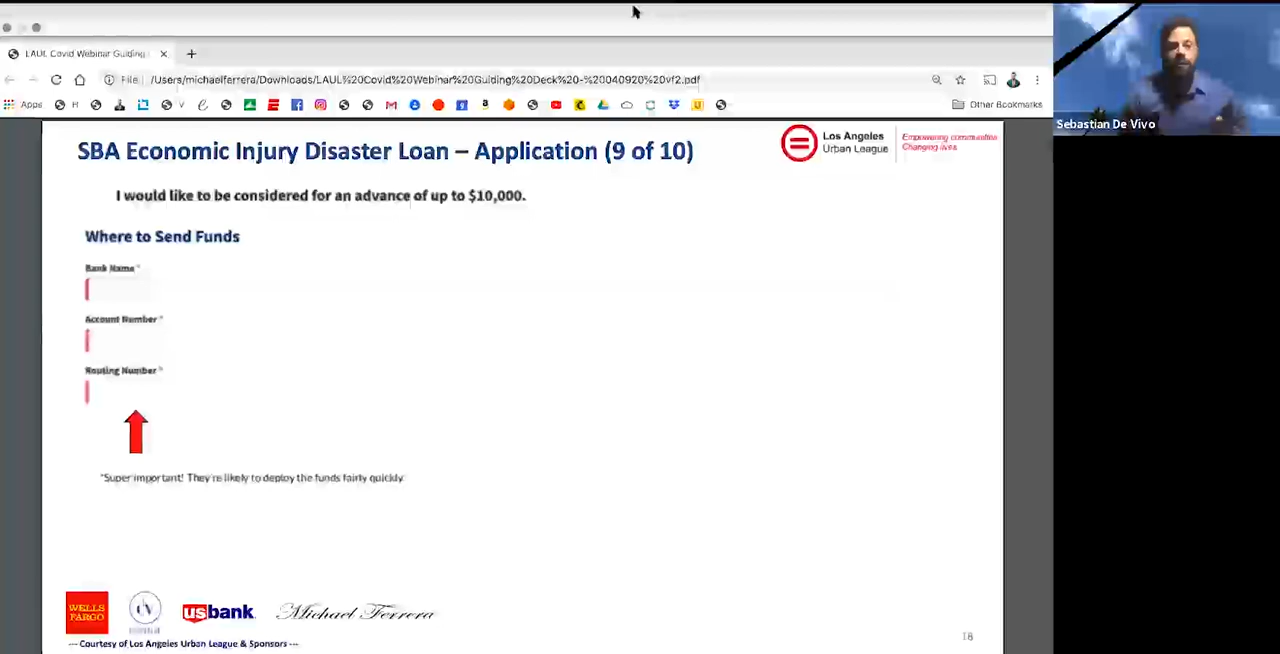 LAUL Covid Webinar Guiding
File /Users/michaelferrera/Downloads/LAUL%20Covid%20Webinar%20Guiding%20Deck%20-%200409​20%20vf2.pdf
Apps
Other Bookmarks
Sebastian De Vivo
SBA Economic Injury Disaster Loan – Application (9 of 10)
Los Angeles
Urban League
Empowering communities
Changing lives
I would like to be considered for an advance of up to $10,000.
Where to Send Funds
Bank Name *
Account Number *
Routing Number *
*Super important! They're likely to deploy the funds fairly quickly
WELLS
FARGO
usbank
Michael Ferrera
--- Courtesy of Los Angeles Urban League & Sponsors ---
18